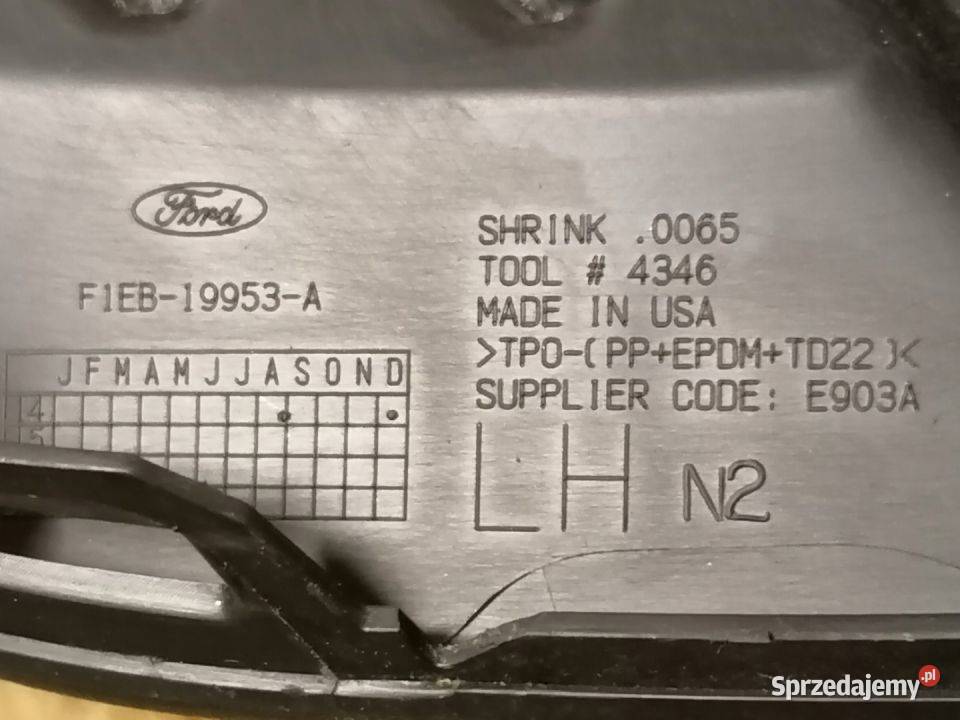 Ford
F1EB-19953-A
SHRINK .0065
TOOL # 4346
MADE IN USA
>TPO-(PP+EPDM+TD22)<
SUPPLIER CODE: E903A
J F M A M J J A S O N D
4
5
LH N2
Sprzedajemy.pl